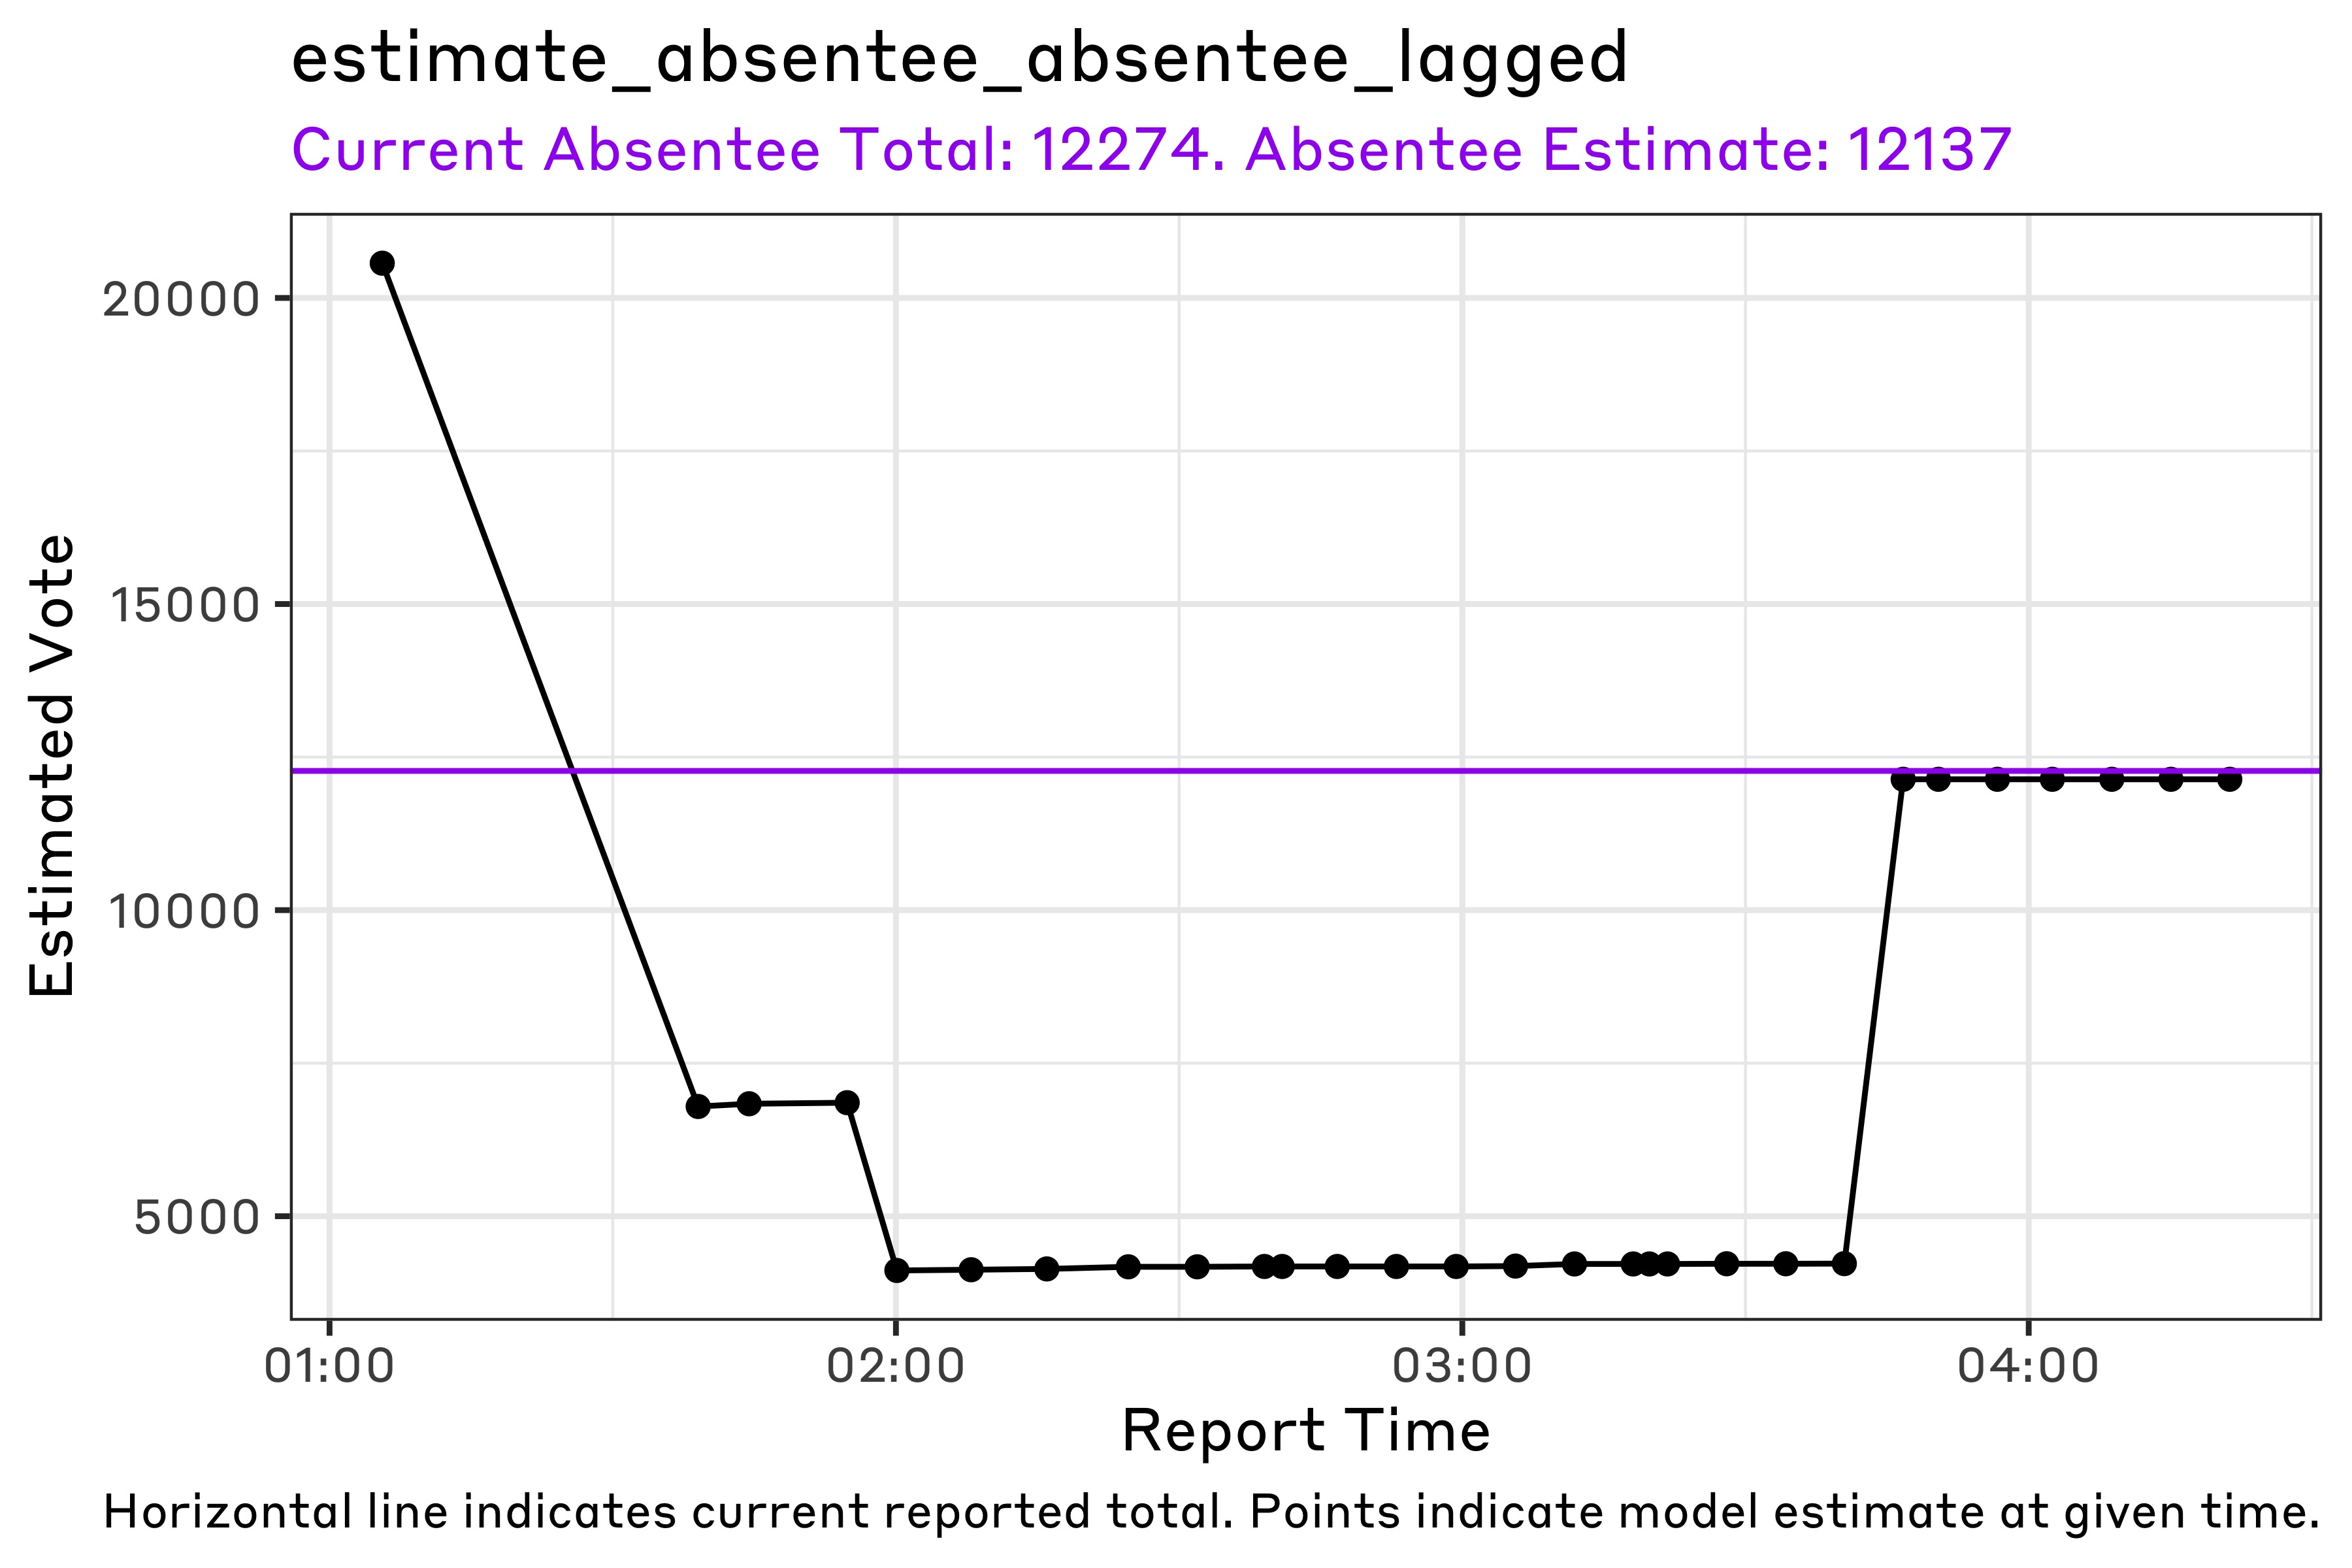 estimate_absentee_absentee_lagged
Current Absentee Total: 12274. Absentee Estimate: 12137
Estimated Vote
20000
15000
10000
5000
01:00 02:00 03:00 04:00
Report Time
Horizontal line indicates current reported total. Points indicate model estimate at given time.